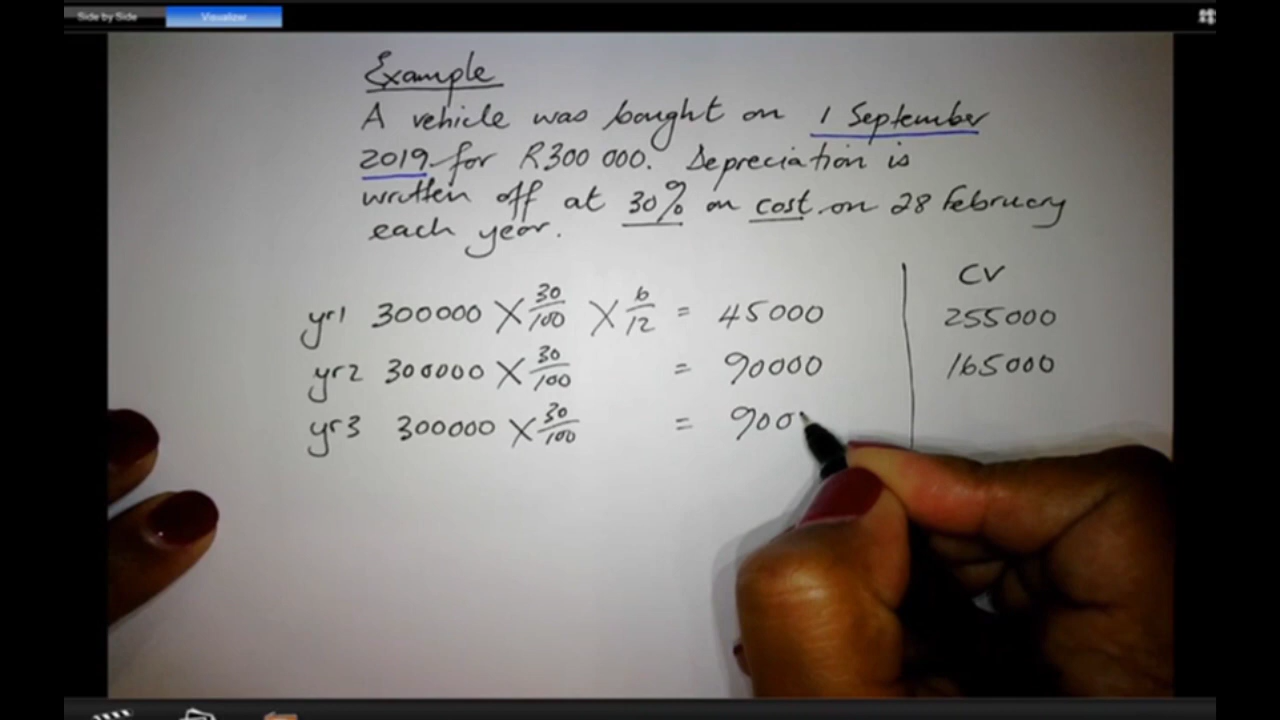 Side by Side Visualizer
Example
A vehicle was bought on 1 September
2019 for R300 000. Depreciation is
written off at 30% on cost on 28 February
each year.
CV
yr1 300000 X 30/100 X 6/12 = 45000 255000
yr2 300000 X 30/100 = 90000 165000
yr3 300000 X 30/100 = 900